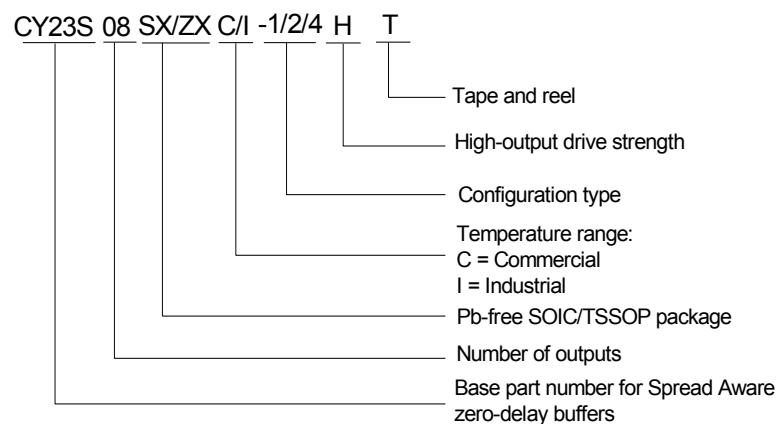 CY23S 08 SX/ZX C/I -1/2/4 H T
Tape and reel
High-output drive strength
Configuration type
Temperature range:
C = Commercial
I = Industrial
Pb-free SOIC/TSSOP package
Number of outputs
Base part number for Spread Aware
zero-delay buffers